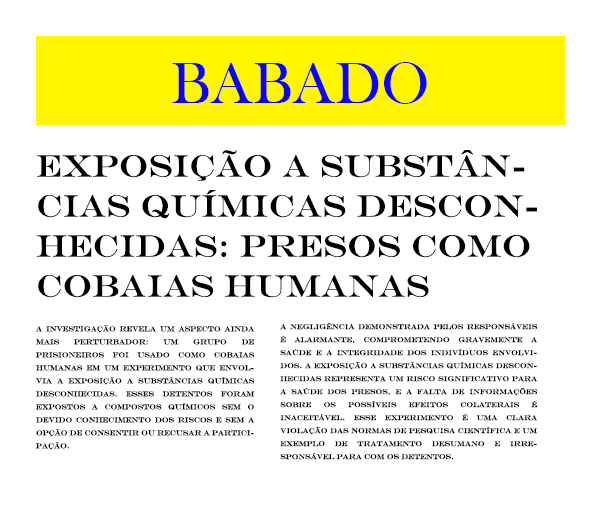 BABADO
EXPOSIÇÃO A SUBSTÂN-
CIAS QUÍMICAS DESCON-
HECIDAS: PRESOS COMO
COBAIAS HUMANAS
A INVESTIGAÇÃO REVELA UM ASPECTO AINDA
MAIS PERTURBADOR: UM GRUPO DE
PRISIONEIROS FOI USADO COMO COBAIAS
HUMANAS EM UM EXPERIMENTO QUE ENVOL-
VIA A EXPOSIÇÃO A SUBSTÂNCIAS QUÍMICAS
DESCONHECIDAS. ESSES DETENTOS FORAM
EXPOSTOS A COMPOSTOS QUÍMICOS SEM O
DEVIDO CONHECIMENTO DOS RISCOS E SEM A
OPÇÃO DE CONSENTIR OU RECUSAR A PARTICI-
PAÇÃO.
A NEGLIGÊNCIA DEMONSTRADA PELOS RESPONSÁVEIS
É ALARMANTE, COMPROMETENDO GRAVEMENTE A
SAÚDE E A INTEGRIDADE DOS INDIVÍDUOS ENVOLVI-
DOS. A EXPOSIÇÃO A SUBSTÂNCIAS QUÍMICAS DESCON-
HECIDAS REPRESENTA UM RISCO SIGNIFICATIVO PARA
A SAÚDE DOS PRESOS, E A FALTA DE INFORMAÇÕES
SOBRE OS POSSÍVEIS EFEITOS COLATERAIS É
INACEITÁVEL. ESSE EXPERIMENTO É UMA CLARA
VIOLAÇÃO DAS NORMAS DE PESQUISA CIENTÍFICA E UM
EXEMPLO DE TRATAMENTO DESUMANO E IRRE-
SPONSÁVEL PARA COM OS DETENTOS.